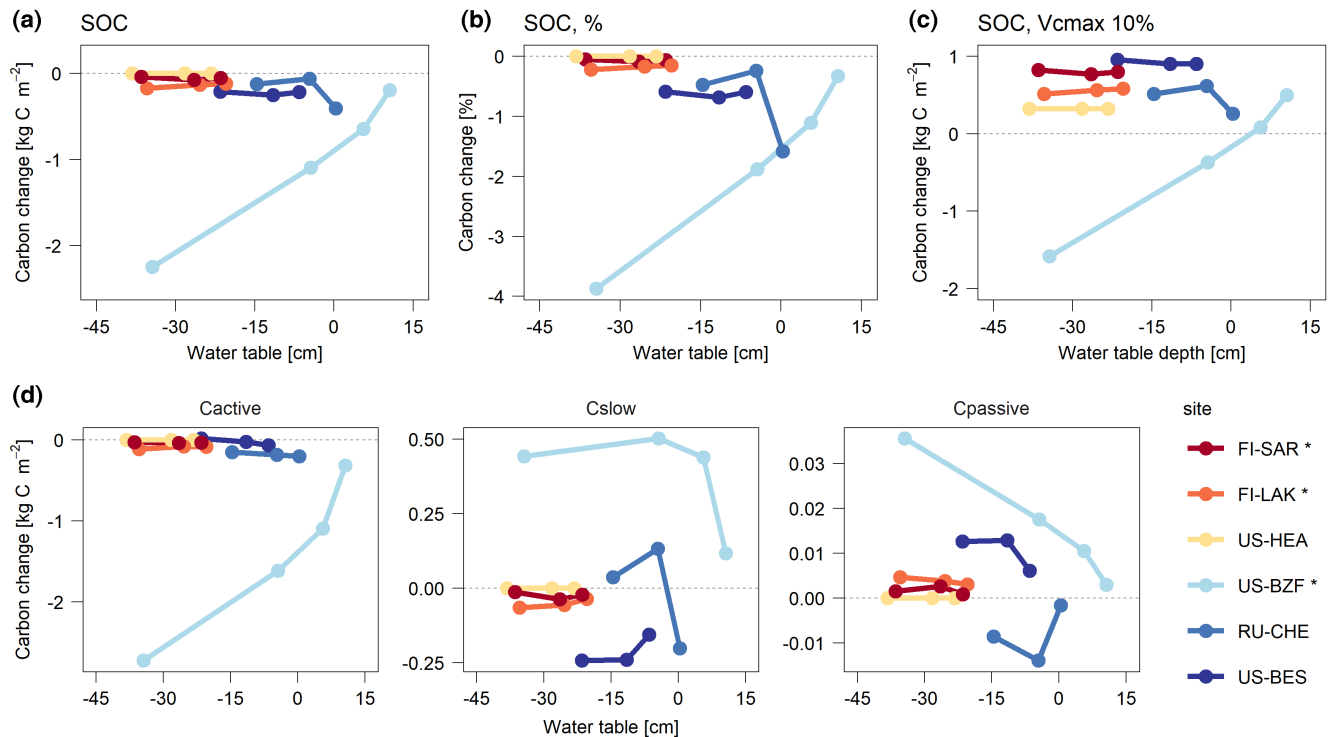 (a) SOC
Carbon change [kg C m⁻²]
0
-1
-2
-45 -30 -15 0 15
Water table [cm]
(b) SOC, %
Carbon change [%]
0
-1
-2
-3
-4
-45 -30 -15 0 15
Water table [cm]
(c) SOC, Vcmax 10%
Carbon change [kg C m⁻²]
1
0
-1
-2
-45 -30 -15 0 15
Water table depth [cm]
(d)
Cactive
Carbon change [kg C m⁻²]
0
-1
-2
-45 -30 -15 0 15
Cslow
0.50
0.25
0.00
-0.25
-45 -30 -15 0 15
Water table [cm]
Cpassive
0.03
0.02
0.01
0.00
-0.01
-45 -30 -15 0 15
site
FI-SAR *
FI-LAK *
US-HEA
US-BZF *
RU-CHE
US-BES